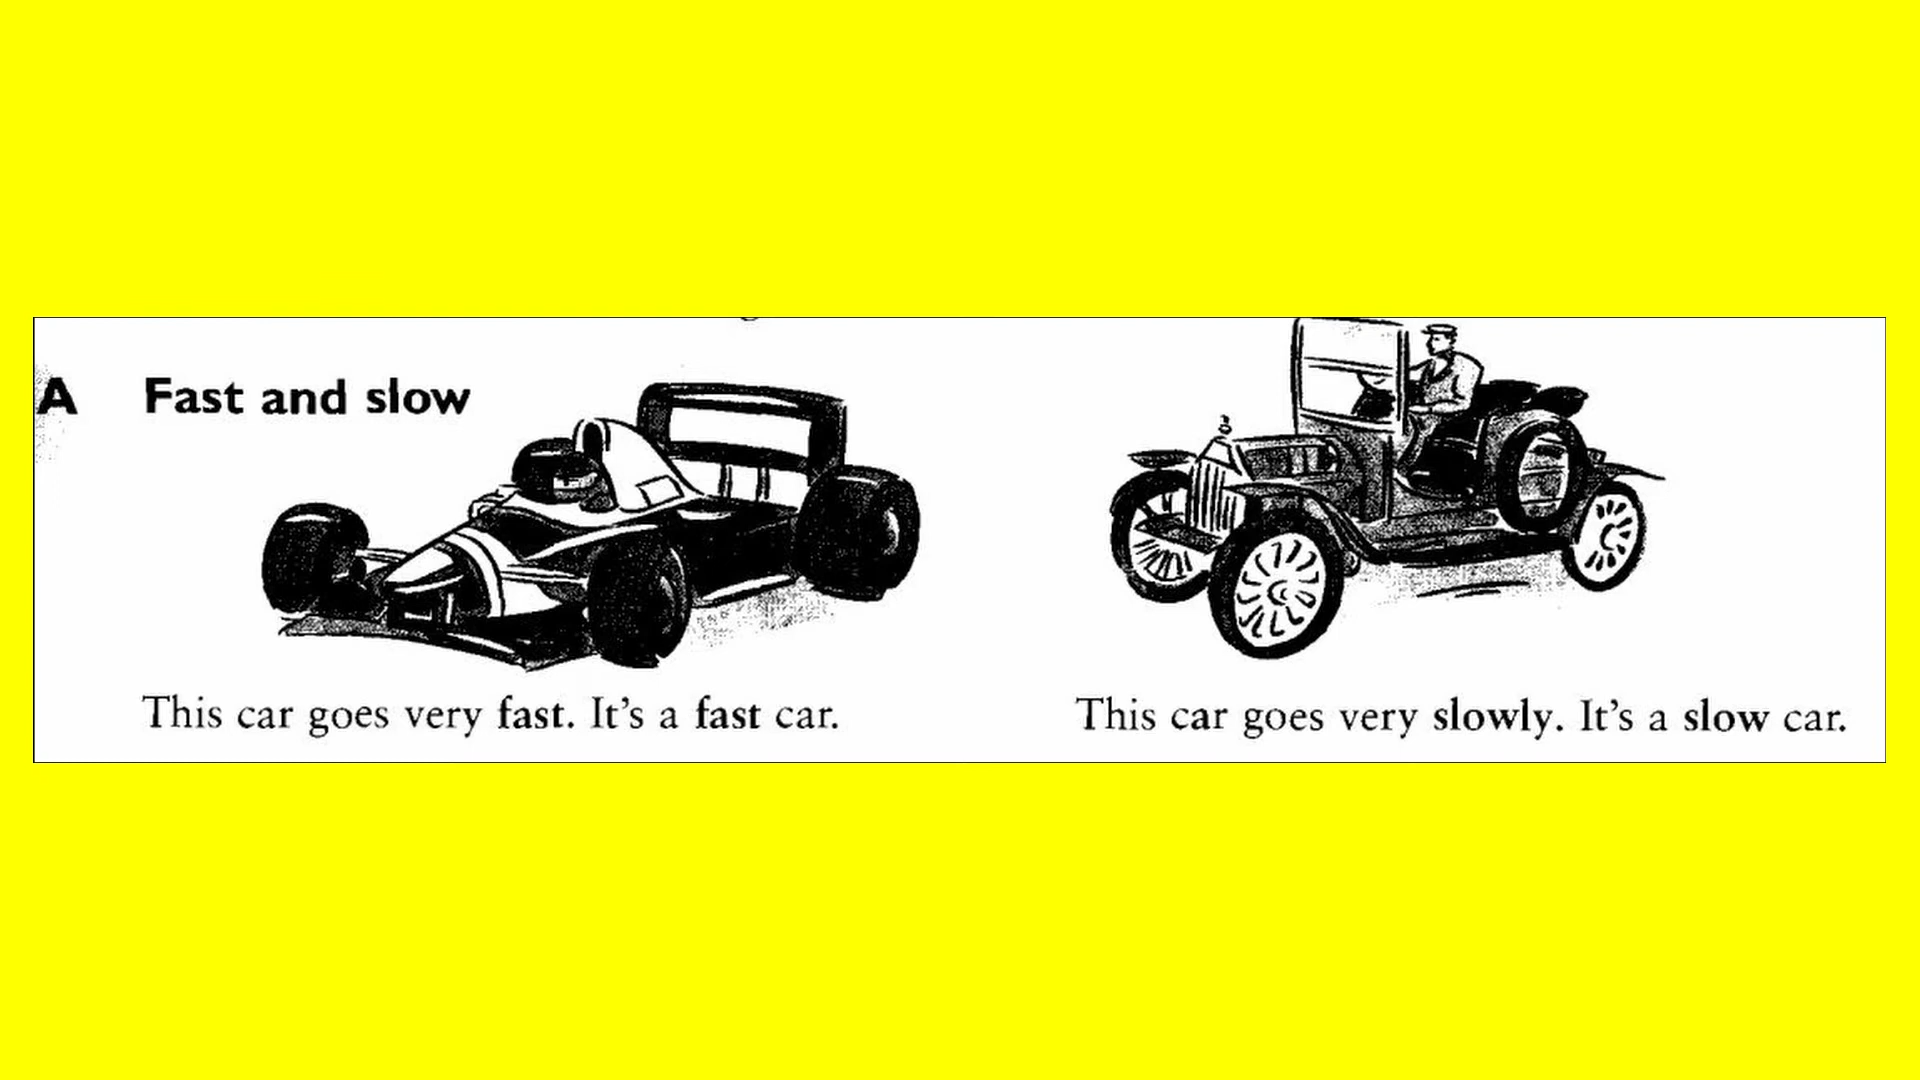 A Fast and slow
This car goes very fast. It's a fast car.
This car goes very slowly. It's a slow car.